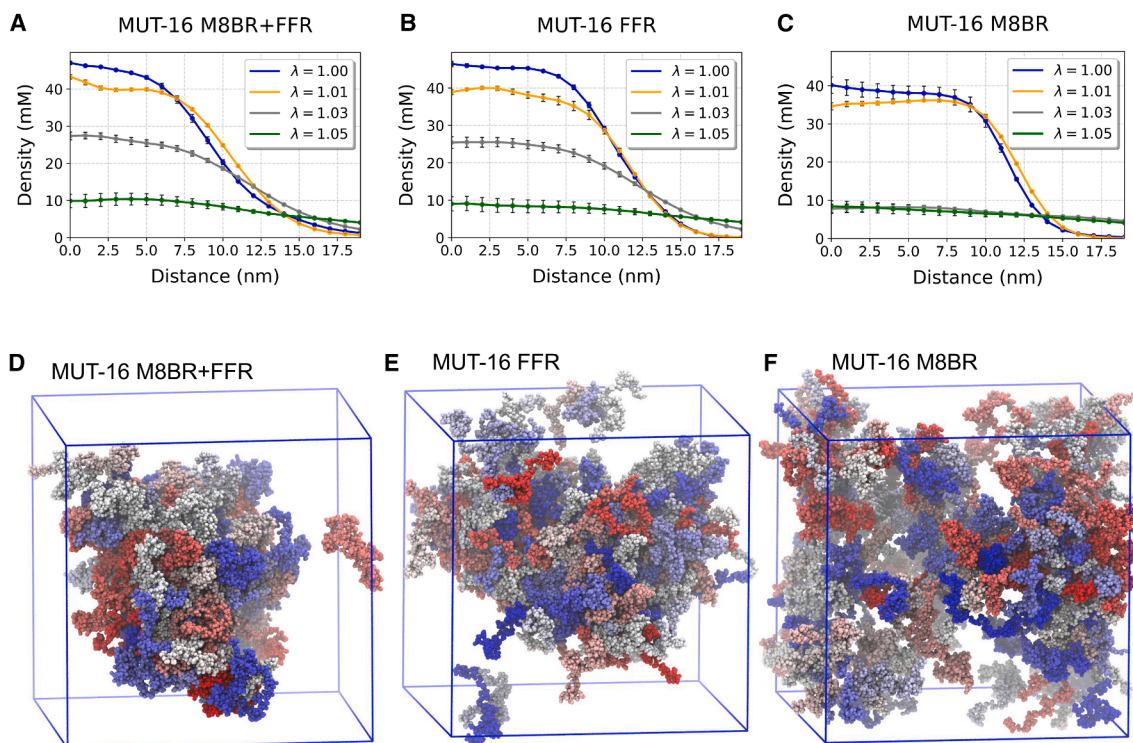 A MUT-16 M8BR+FFR
Density (mM)
40
30
20
10
0
0.0 2.5 5.0 7.5 10.0 12.5 15.0 17.5
Distance (nm)
λ = 1.00
λ = 1.01
λ = 1.03
λ = 1.05
B MUT-16 FFR
Density (mM)
40
30
20
10
0
0.0 2.5 5.0 7.5 10.0 12.5 15.0 17.5
Distance (nm)
λ = 1.00
λ = 1.01
λ = 1.03
λ = 1.05
C MUT-16 M8BR
Density (mM)
50
40
30
20
10
0
0.0 2.5 5.0 7.5 10.0 12.5 15.0 17.5
Distance (nm)
λ = 1.00
λ = 1.01
λ = 1.03
λ = 1.05
D MUT-16 M8BR+FFR
E MUT-16 FFR
F MUT-16 M8BR